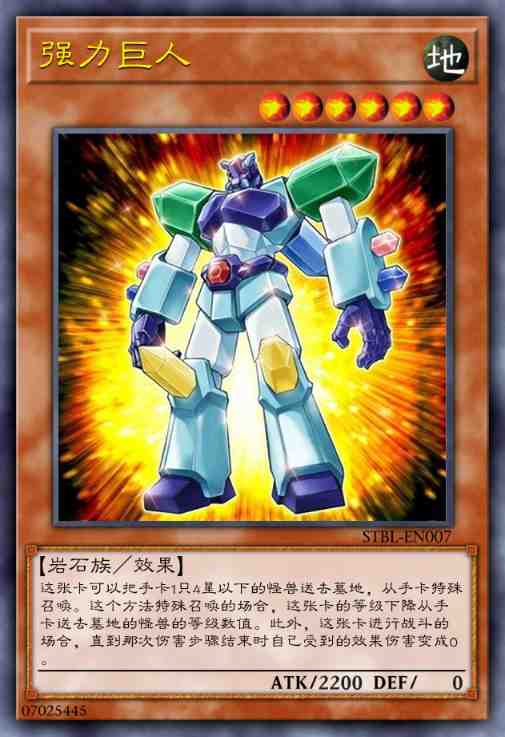 强力巨人
地
STBL-EN007
【岩石族／效果】
这张卡可以把手卡1只4星以下的怪兽送去墓地，从手卡特殊
召唤。这个方法特殊召唤的场合，这张卡的等级下降从手
卡送去墓地的怪兽的等级数值。此外，这张卡进行战斗的
场合，直到那次伤害步骤结束时自己受到的效果伤害变成0
。
ATK/2200 DEF/ 0
07025445